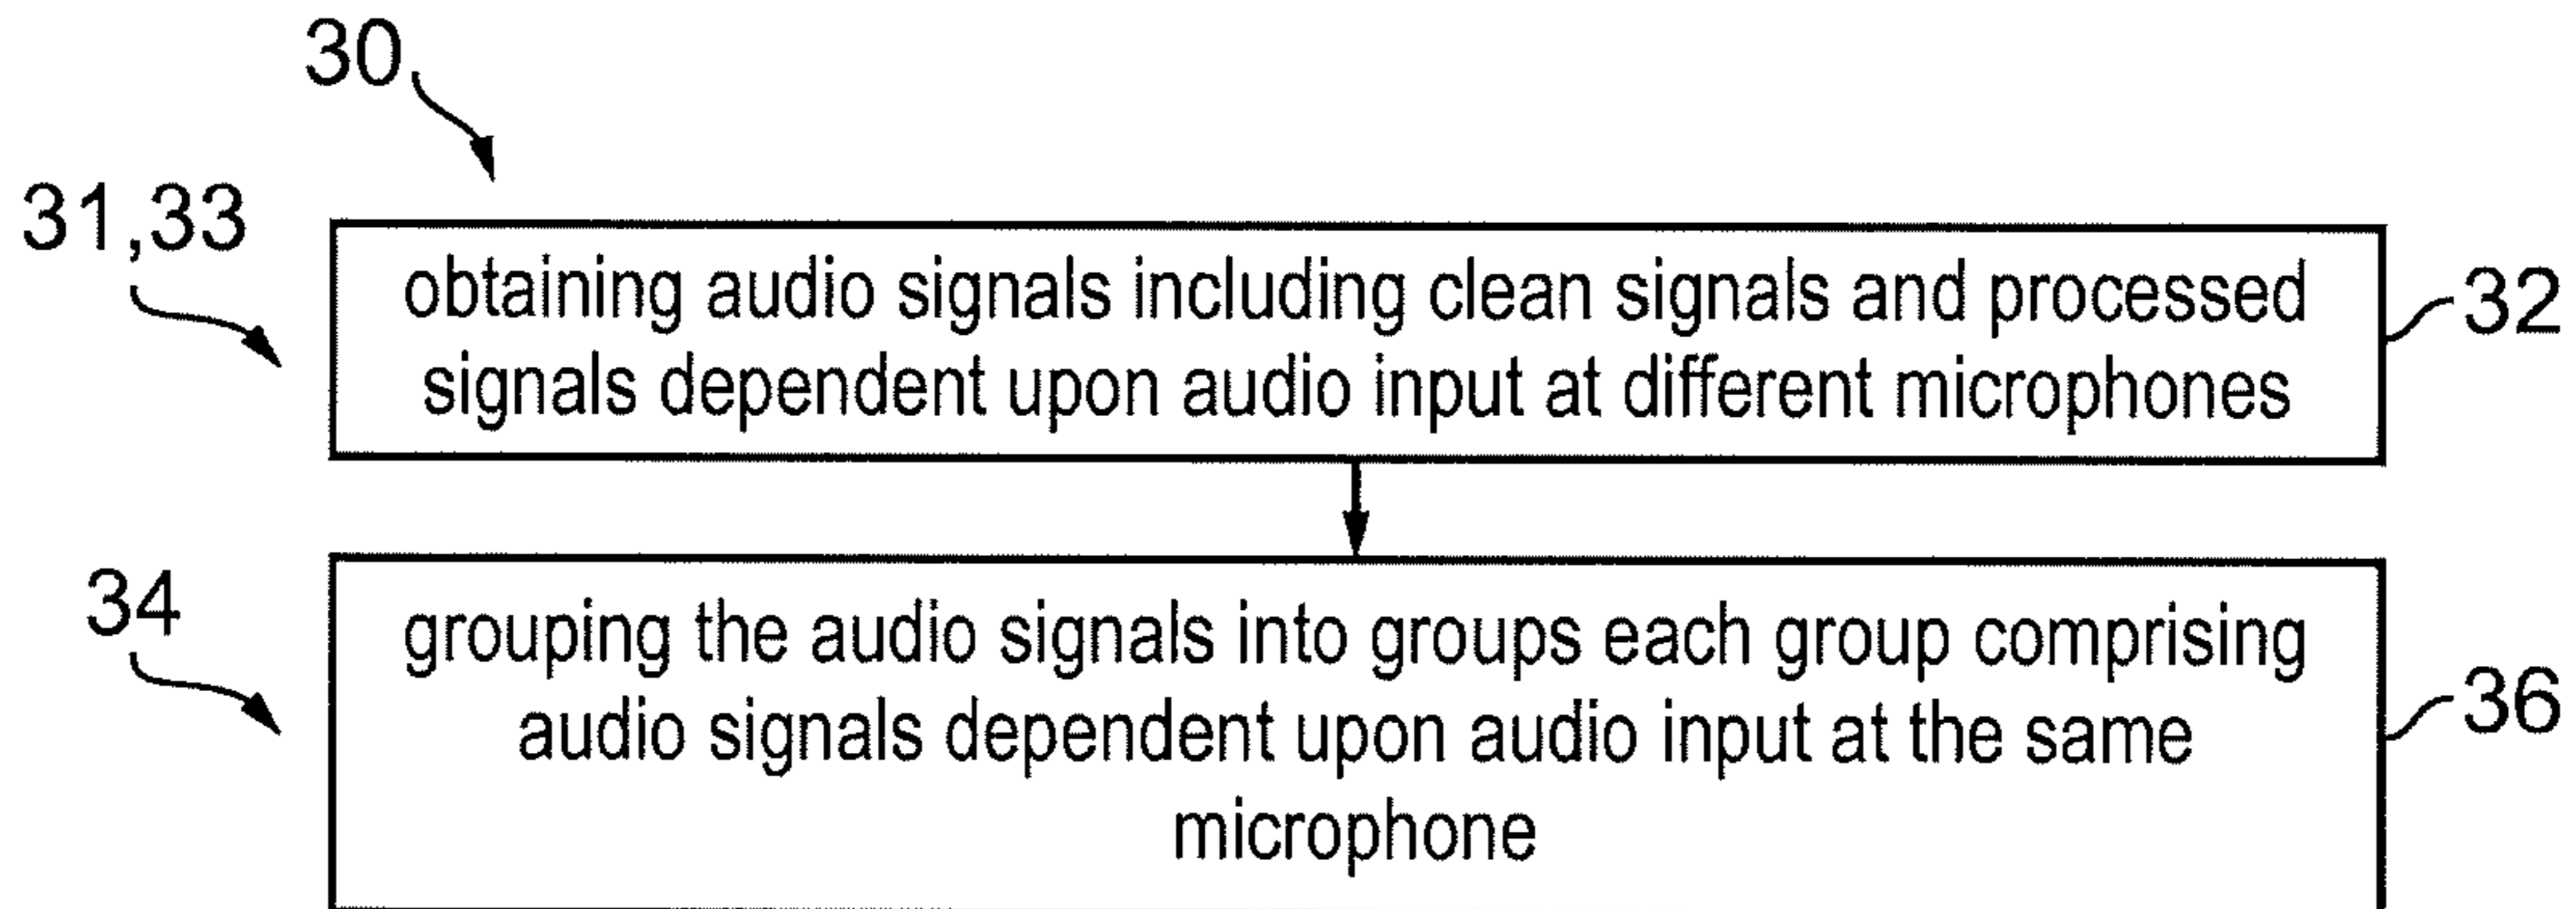 30
31,33
obtaining audio signals including clean signals and processed
signals dependent upon audio input at different microphones
32
34
grouping the audio signals into groups each group comprising
audio signals dependent upon audio input at the same
microphone
36